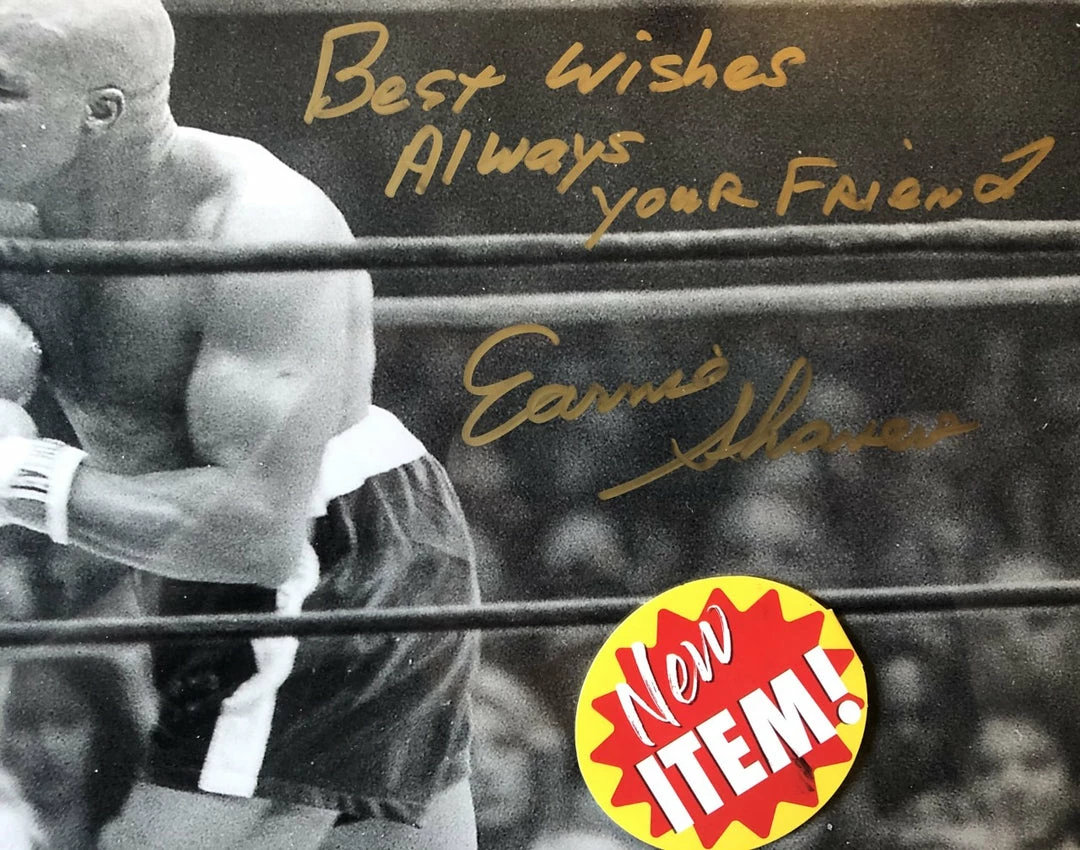 Best Wishes
Always
your Friend
Earnie
Shavers
New
ITEM!